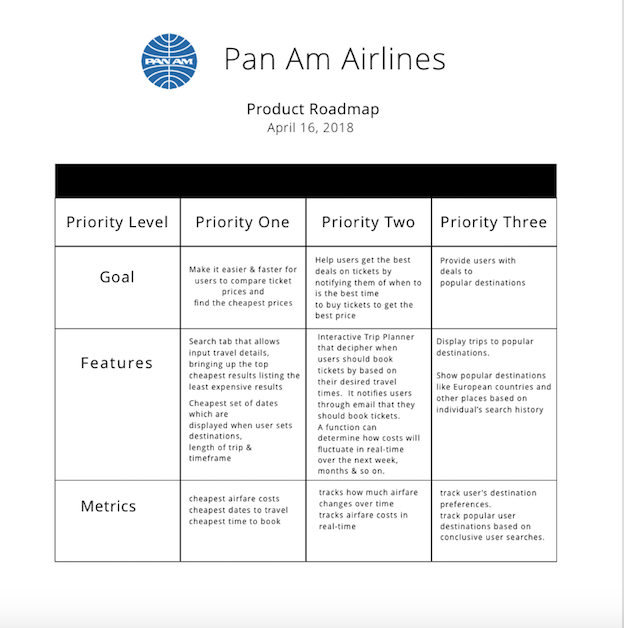 PAN AM
Pan Am Airlines
Product Roadmap
April 16, 2018
Priority Level
Priority One
Priority Two
Priority Three
Goal
Make it easier & faster for
users to compare ticket
prices and
find the cheapest prices
Help users get the best
deals on tickets by
notifying them of when to
is the best time
to buy tickets to get the
best price
Provide users with
deals to
popular destinations
Features
Search tab that allows
input travel details,
bringing up the top
cheapest results listing the
least expensive results
Cheapest set of dates
which are
displayed when user sets
destinations,
length of trip &
timeframe
Interactive Trip Planner
that decipher when
users should book
tickets by based on
their desired travel
times.  It notifies users
through email that they
should book tickets.
A function can
determine how costs will
fluctuate in real-time
over the next week,
months & so on.
Display trips to popular
destinations.
Show popular destinations
like European countries and
other places based on
individual's search history
Metrics
cheapest airfare costs
cheapest dates to travel
cheapest time to book
tracks how much airfare
changes over time
tracks airfare costs in
real-time
track user's destination
preferences.
track popular user
destinations based on
conclusive user searches.